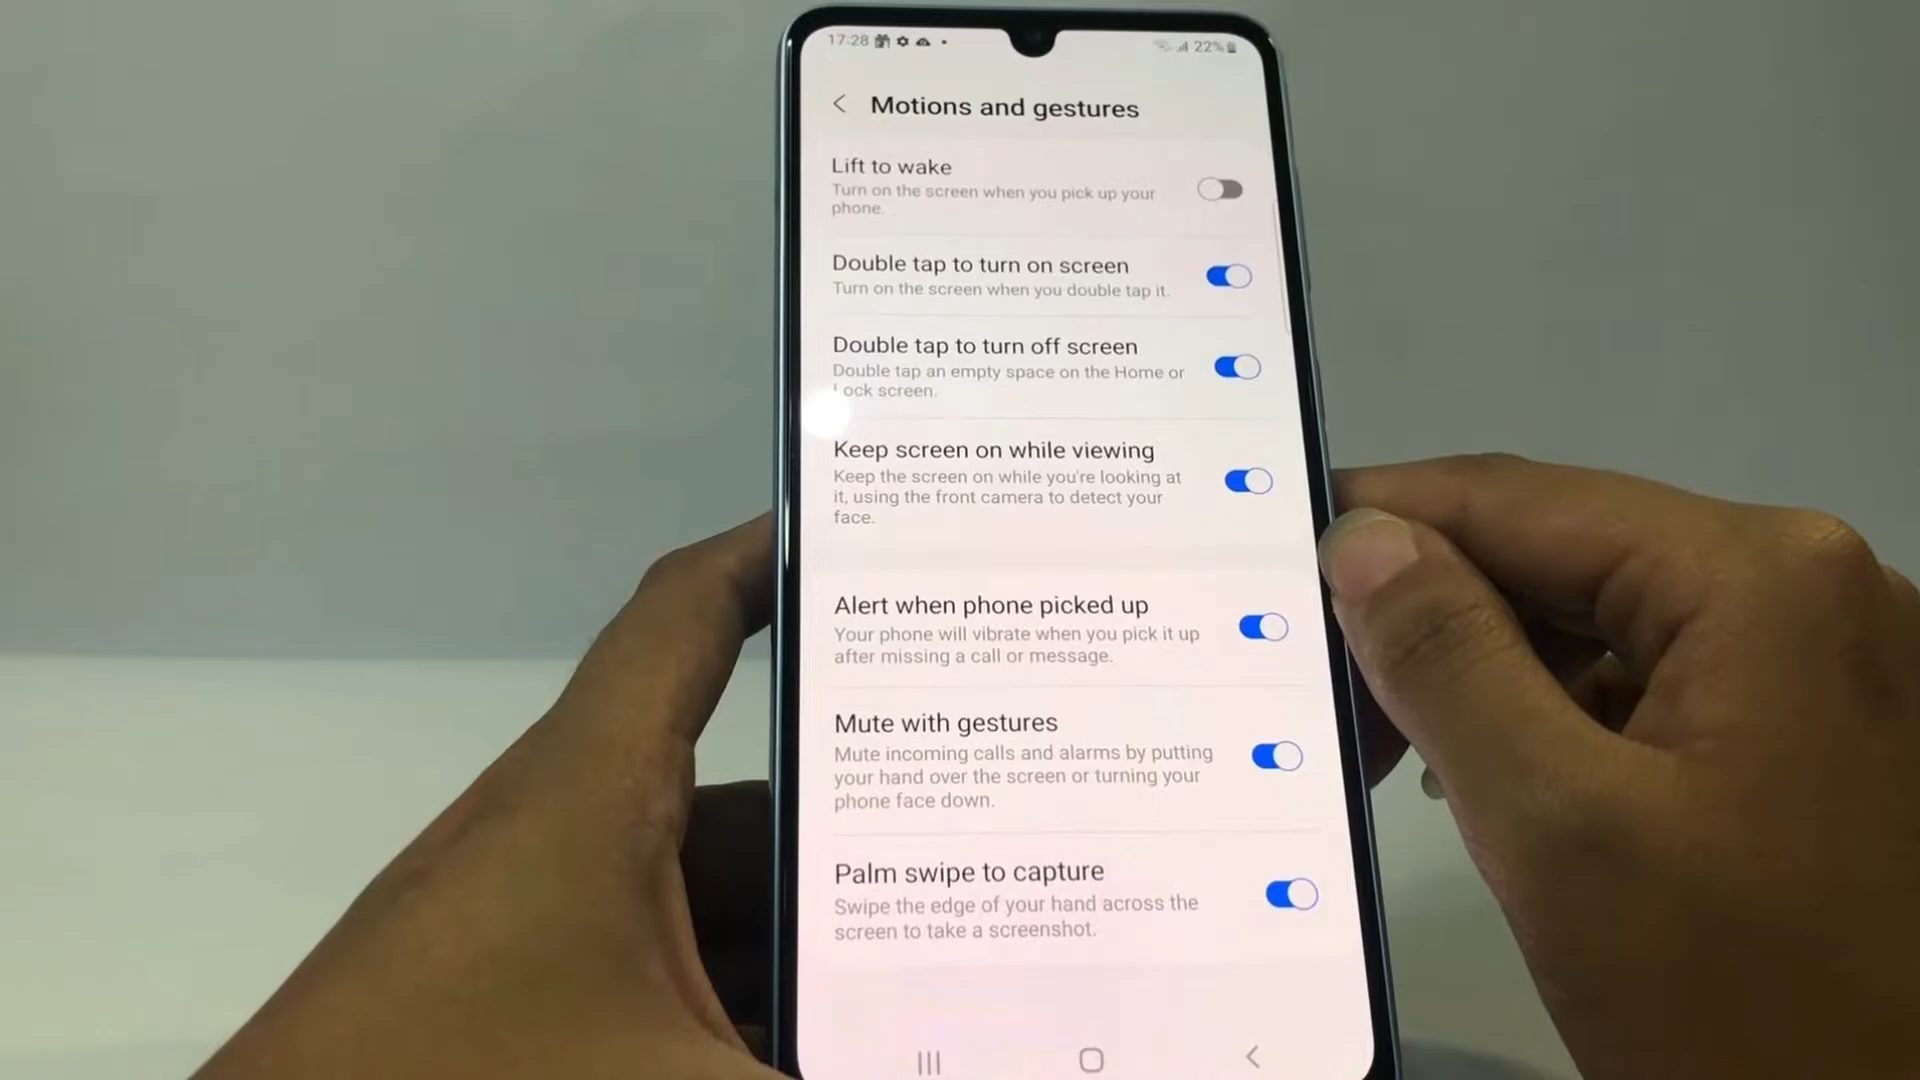 17:28
22%
Motions and gestures
Lift to wake
Turn on the screen when you pick up your
phone.
Double tap to turn on screen
Turn on the screen when you double tap it.
Double tap to turn off screen
Double tap an empty space on the Home or
Lock screen.
Keep screen on while viewing
Keep the screen on while you're looking at
it, using the front camera to detect your
face.
Alert when phone picked up
Your phone will vibrate when you pick it up
after missing a call or message.
Mute with gestures
Mute incoming calls and alarms by putting
your hand over the screen or turning your
phone face down.
Palm swipe to capture
Swipe the edge of your hand across the
screen to take a screenshot.